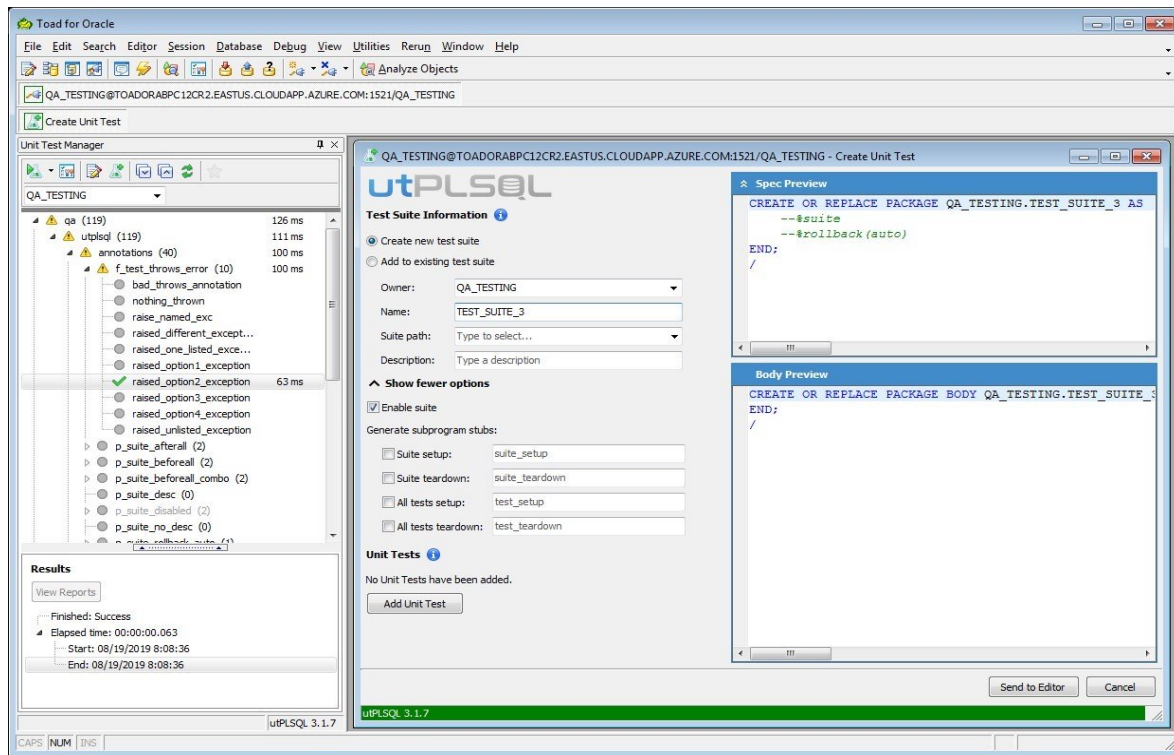 Toad for Oracle
File Edit Search Editor Session Database Debug View Utilities Rerun Window Help
Analyze Objects
QA_TESTING@TOADORABPC12CR2.EASTUS.CLOUDAPP.AZURE.COM:1521/QA_TESTING
Create Unit Test
Unit Test Manager
QA_TESTING
qa (119) 126 ms
utplsql (119) 111 ms
annotations (40) 100 ms
f_test_throws_error (10) 100 ms
bad_throws_annotation
nothing_thrown
raise_named_exc
raised_different_except...
raised_one_listed_exce...
raised_option1_exception
raised_option2_exception 63 ms
raised_option3_exception
raised_option4_exception
raised_unlisted_exception
p_suite_afterall (2)
p_suite_beforeall (2)
p_suite_beforeall_combo (2)
p_suite_desc (0)
p_suite_disabled (2)
p_suite_no_desc (0)
p_suite_rollback_auto (1)
Results
View Reports
Finished: Success
Elapsed time: 00:00:00.063
Start: 08/19/2019 8:08:36
End: 08/19/2019 8:08:36
utPLSQL 3.1.7
QA_TESTING@TOADORABPC12CR2.EASTUS.CLOUDAPP.AZURE.COM:1521/QA_TESTING - Create Unit Test
utPLSQL
Test Suite Information
Create new test suite
Add to existing test suite
Owner: QA_TESTING
Name: TEST_SUITE_3
Suite path: Type to select...
Description: Type a description
Show fewer options
Enable suite
Generate subprogram stubs:
Suite setup: suite_setup
Suite teardown: suite_teardown
All tests setup: test_setup
All tests teardown: test_teardown
Unit Tests
No Unit Tests have been added.
Add Unit Test
Spec Preview
CREATE OR REPLACE PACKAGE QA_TESTING.TEST_SUITE_3 AS
--%suite
--%rollback(auto)
END;
/
Body Preview
CREATE OR REPLACE PACKAGE BODY QA_TESTING.TEST_SUITE_3
END;
/
Send to Editor Cancel
utPLSQL 3.1.7
CAPS NUM INS